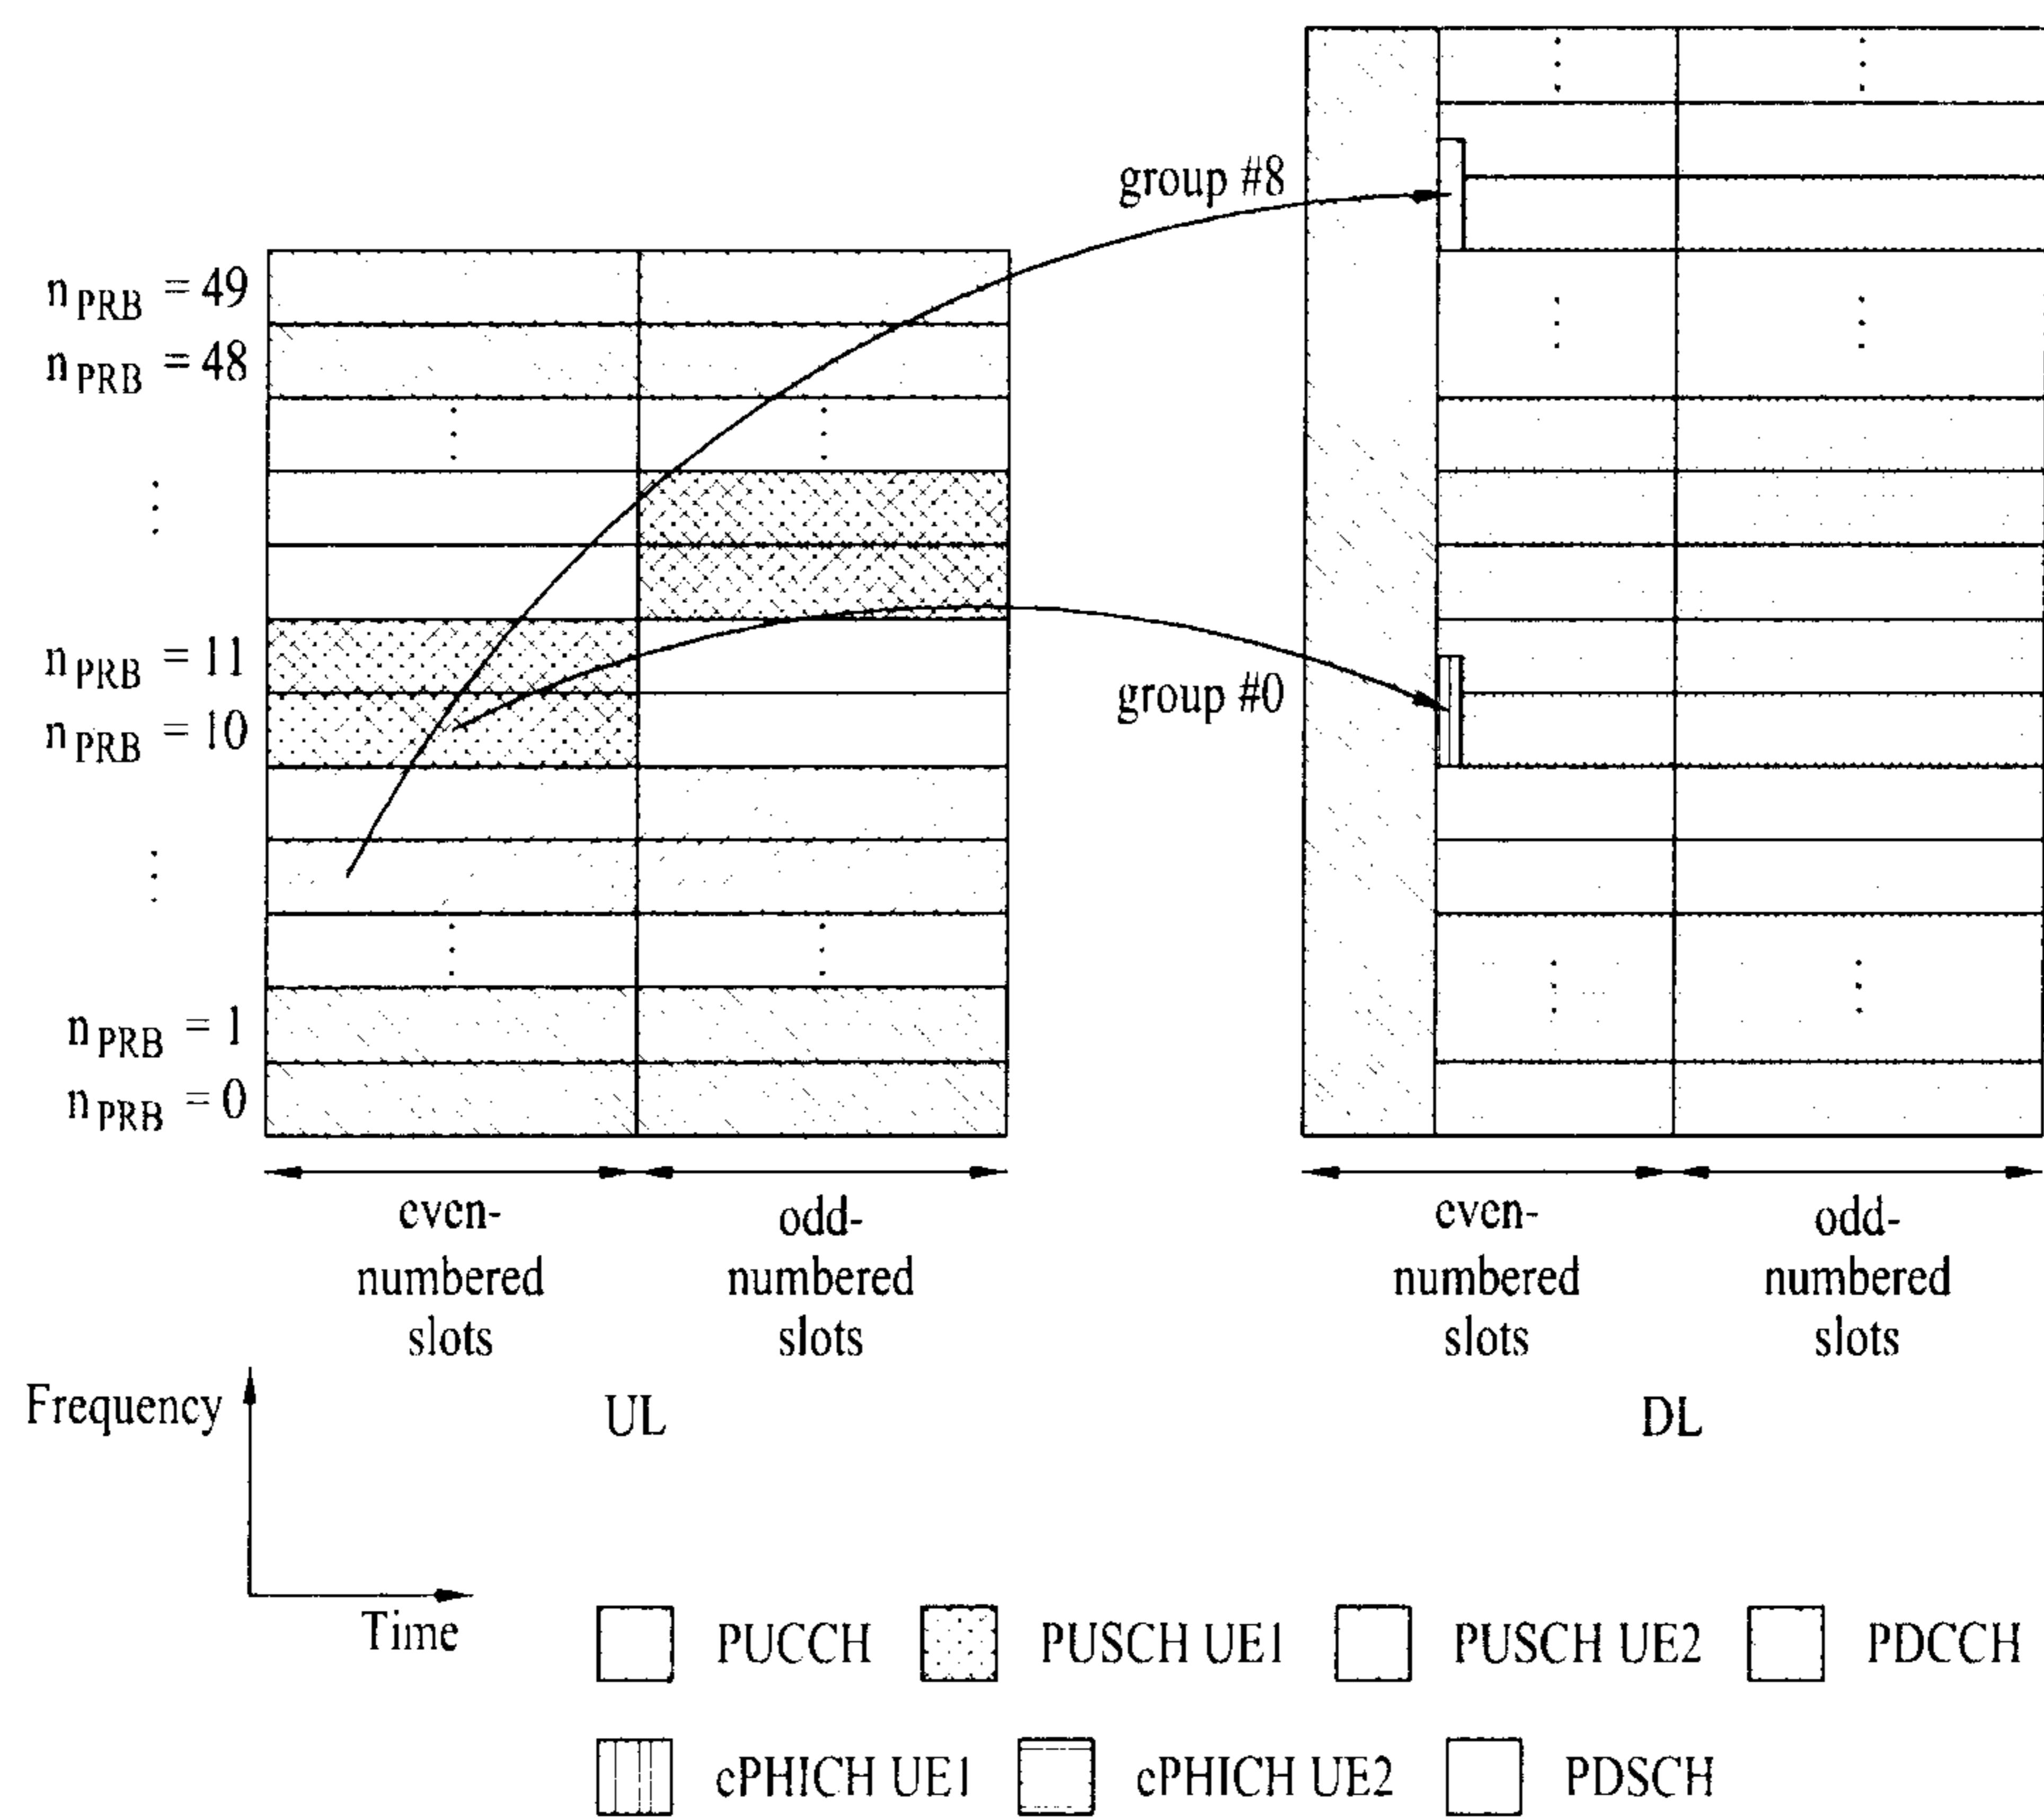 group #8
n PRB = 49
n PRB = 48
n PRB = 11
group #0
n PRB = 10
n PRB = 1
n PRB = 0
even-
numbered
slots
odd-
numbered
slots
even-
numbered
slots
odd-
numbered
slots
Frequency
UL
DL
Time
PUCCH PUSCH UE1 PUSCH UE2 PDCCH
ePHICH UE1 ePHICH UE2 PDSCH